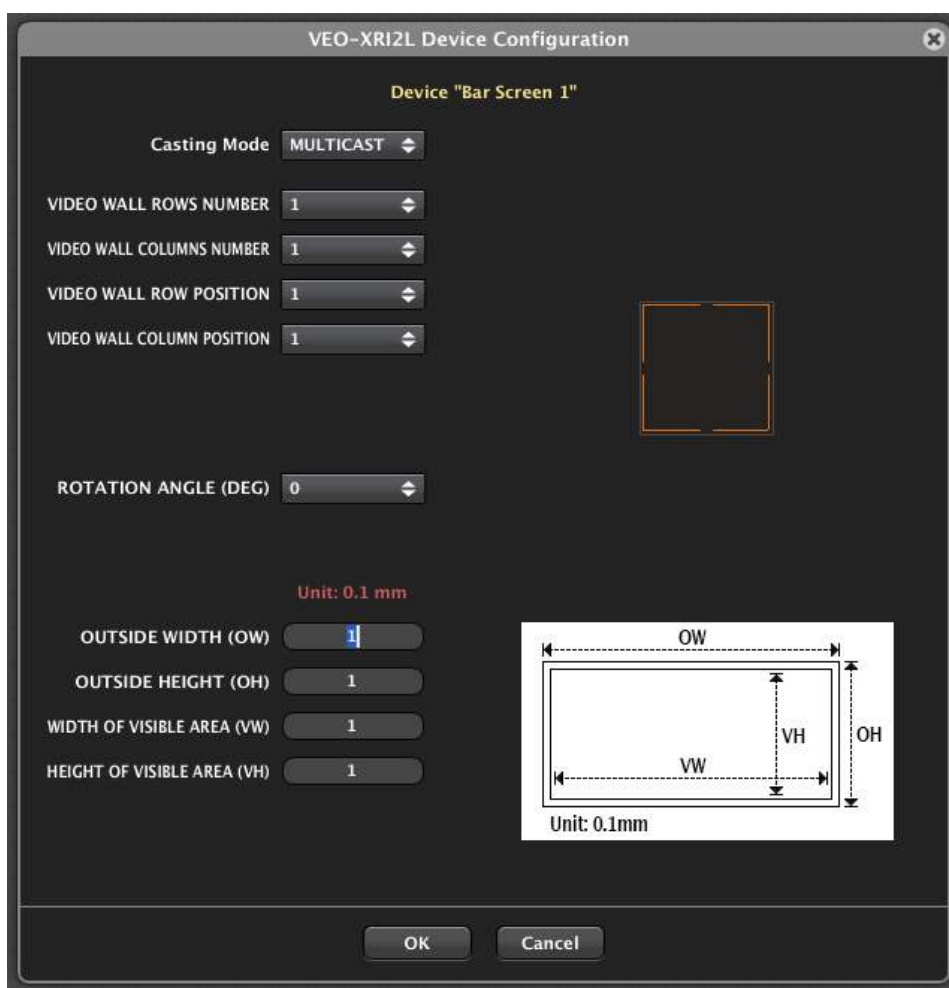 VEO-XRI2L Device Configuration
Device "Bar Screen 1"
Casting Mode MULTICAST
VIDEO WALL ROWS NUMBER 1
VIDEO WALL COLUMNS NUMBER 1
VIDEO WALL ROW POSITION 1
VIDEO WALL COLUMN POSITION 1
ROTATION ANGLE (DEG) 0
Unit: 0.1 mm
OUTSIDE WIDTH (OW) 1
OUTSIDE HEIGHT (OH) 1
WIDTH OF VISIBLE AREA (VW) 1
HEIGHT OF VISIBLE AREA (VH) 1
OW
VH
OH
VW
Unit: 0.1mm
OK
Cancel